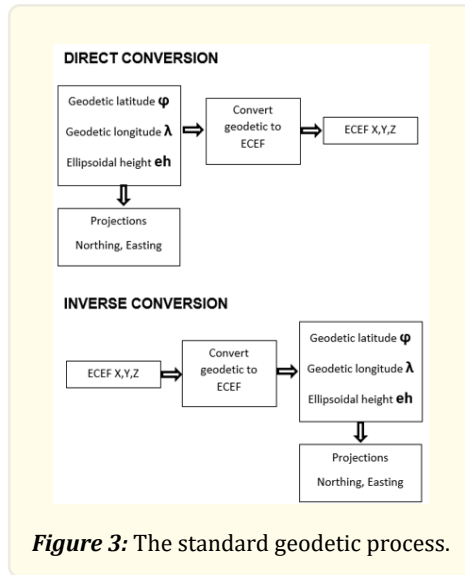 DIRECT CONVERSION
Geodetic latitude φ
Geodetic longitude λ
Ellipsoidal height eh
Convert
geodetic to
ECEF
ECEF X,Y,Z
Projections
Northing, Easting
INVERSE CONVERSION
ECEF X,Y,Z
Convert
geodetic to
ECEF
Geodetic latitude φ
Geodetic longitude λ
Ellipsoidal height eh
Projections
Northing, Easting
Figure 3: The standard geodetic process.